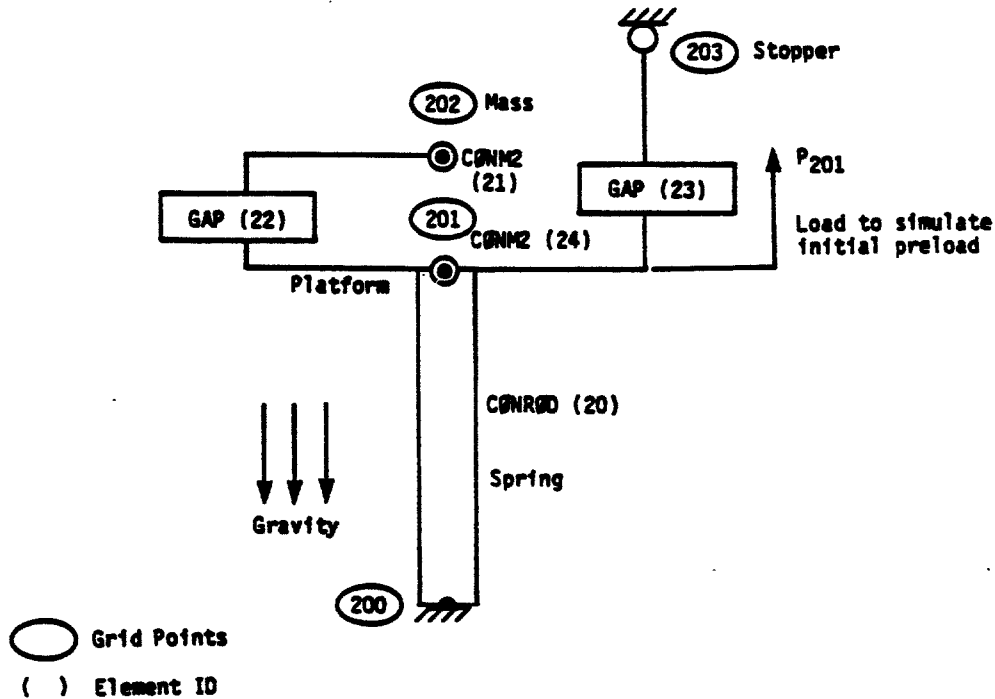 203 Stopper
202 Mass
CØNM2
(21)
P201
GAP (22)
GAP (23)
201
CØNM2 (24)
Load to simulate
initial preload
Platform
CØNRØD (20)
Spring
Gravity
200
Grid Points
( ) Element ID